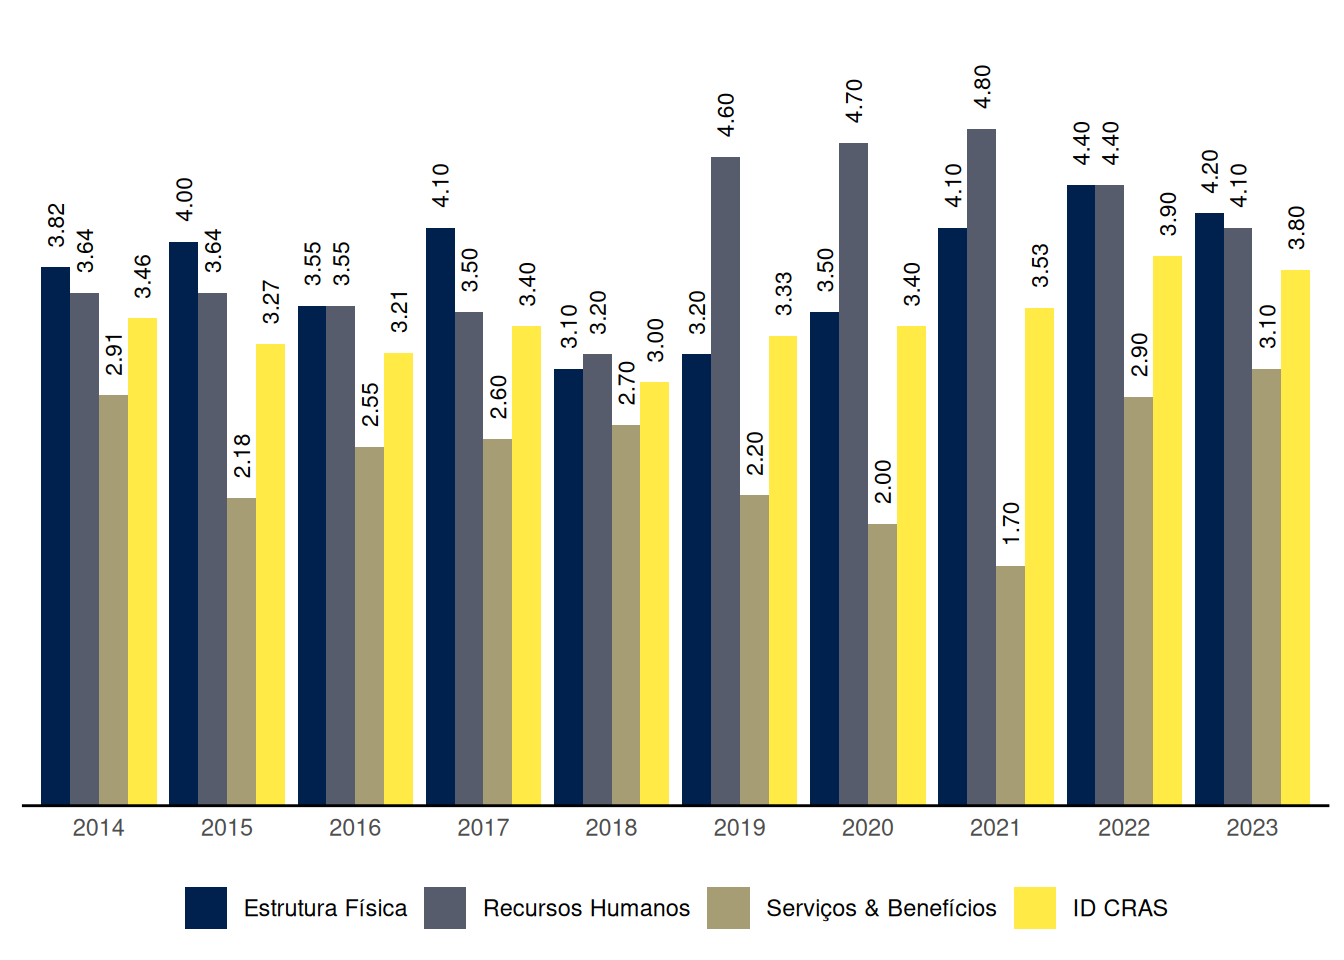 3.82 3.64 2.91 3.46
4.00 3.64 2.18 3.27
3.55 3.55 2.55 3.21
4.10 3.50 2.60 3.40
3.10 3.20 2.70 3.00
3.20 4.60 2.20 3.33
3.50 4.70 2.00 3.40
4.10 4.80 1.70 3.53
4.40 4.40 2.90 3.90
4.20 4.10 3.10 3.80
2014 2015 2016 2017 2018 2019 2020 2021 2022 2023
Estrutura Física Recursos Humanos Serviços & Benefícios ID CRAS